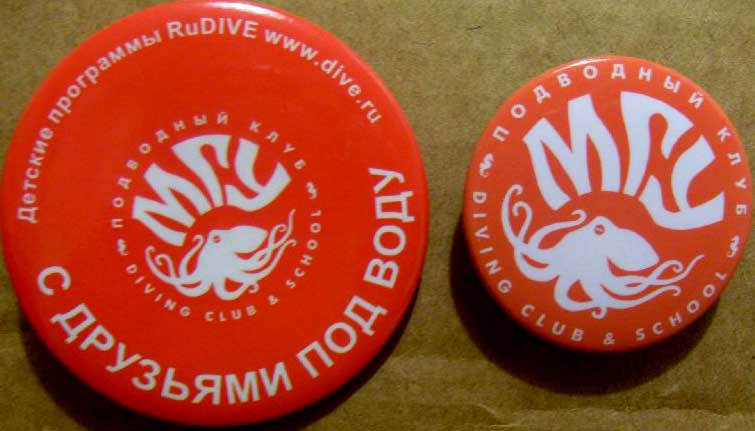 Детские программы RuDIVE www.dive.ru
ПОДВОДНЫЙ КЛУБ
МГУ
DIVING CLUB & SCHOOL
С ДРУЗЬЯМИ ПОД ВОДУ
ПОДВОДНЫЙ КЛУБ
МГУ
DIVING CLUB & SCHOOL